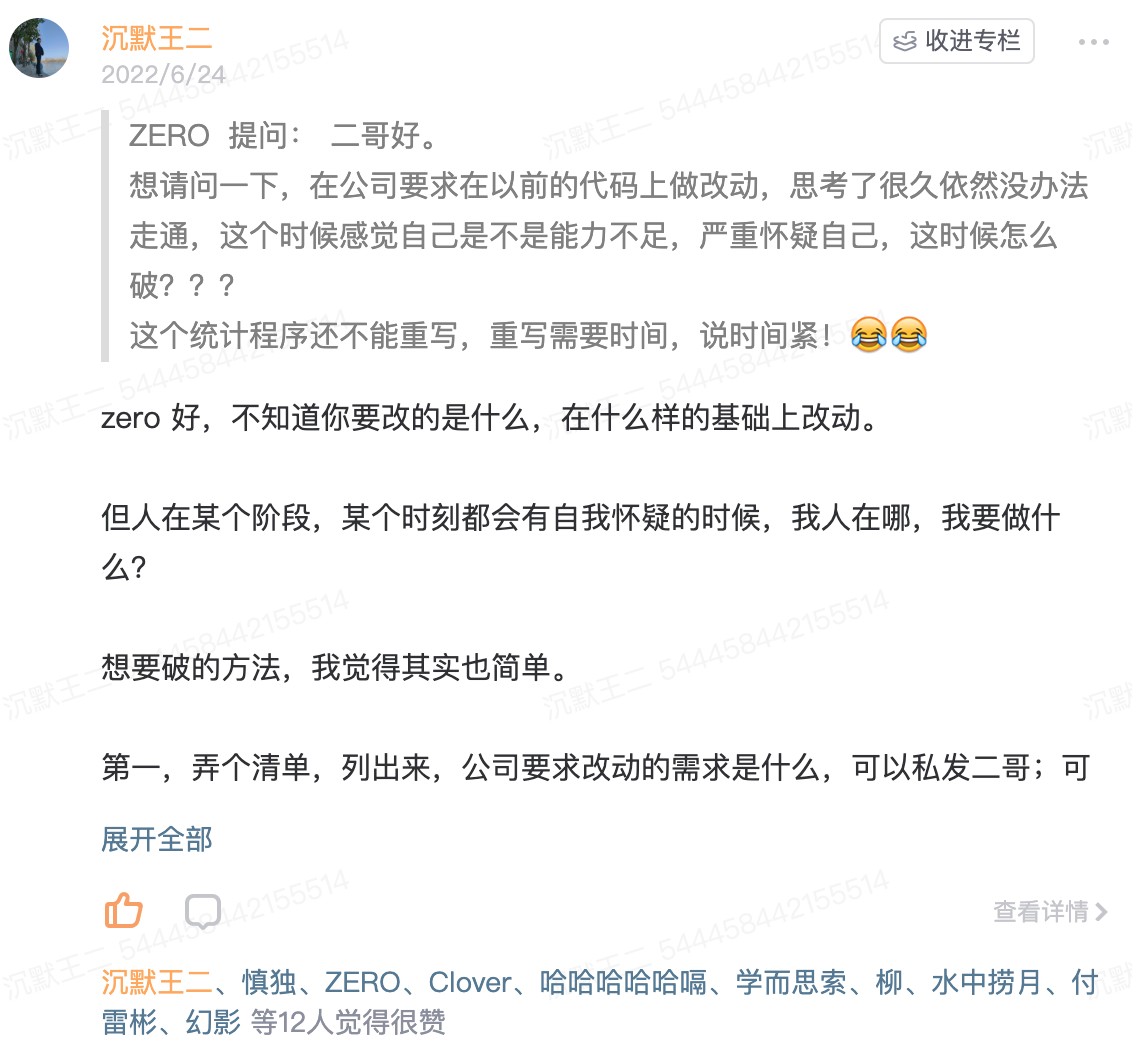 沉默王二
收进专栏
2022/6/24
ZERO 提问： 二哥好。
想请问一下，在公司要求在以前的代码上做改动，思考了很久依然没办法
走通，这个时候感觉自己是不是能力不足，严重怀疑自己，这时候怎么
破？？？
这个统计程序还不能重写，重写需要时间，说时间紧！😂😂
zero 好，不知道你要改的是什么，在什么样的基础上改动。
但人在某个阶段，某个时刻都会有自我怀疑的时候，我人在哪，我要做什
么？
想要破的方法，我觉得其实也简单。
第一，弄个清单，列出来，公司要求改动的需求是什么，可以私发二哥；可
展开全部
查看详情
沉默王二、慎独、ZERO、Clover、哈哈哈哈哈嗝、学而思索、柳、水中捞月、付
雷彬、幻影 等12人觉得很赞
沉默王二 544458442155514